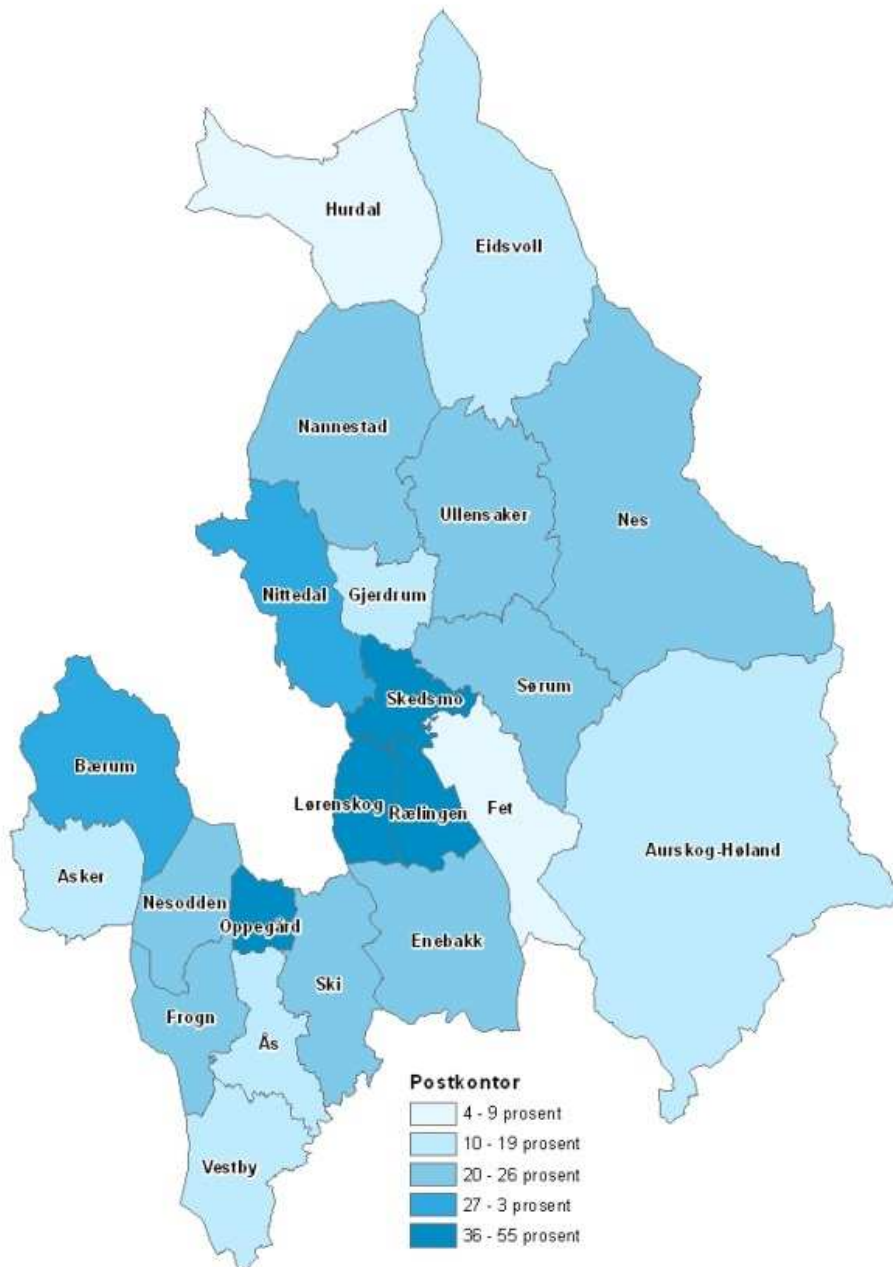 Hurdal
Eidsvoll
Nannestad
Ullensaker
Nes
Nittedal
Gjerdrum
Skedsmo
Sørum
Bærum
Lørenskog
Rælingen
Fet
Aurskog-Høland
Asker
Nesodden
Oppegård
Enebakk
Ski
Frogn
Ås
Vestby
Postkontor
4 - 9 prosent
10 - 19 prosent
20 - 26 prosent
27 - 3 prosent
36 - 55 prosent